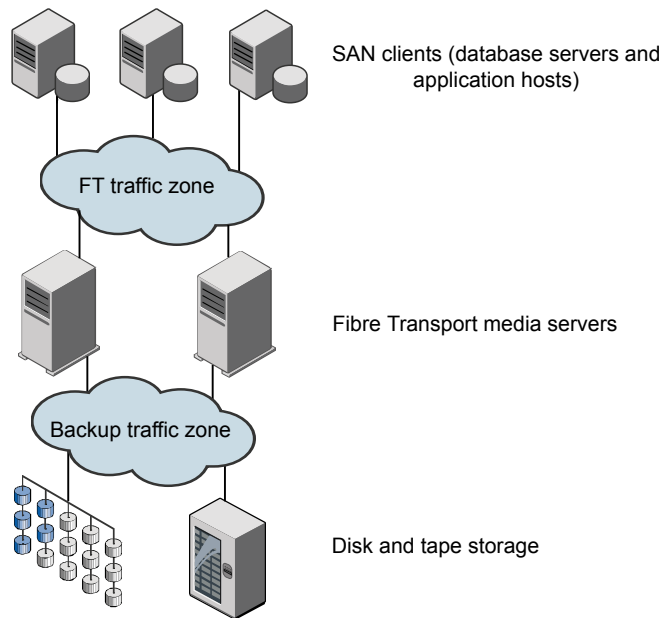 SAN clients (database servers and
application hosts)
FT traffic zone
Fibre Transport media servers
Backup traffic zone
Disk and tape storage